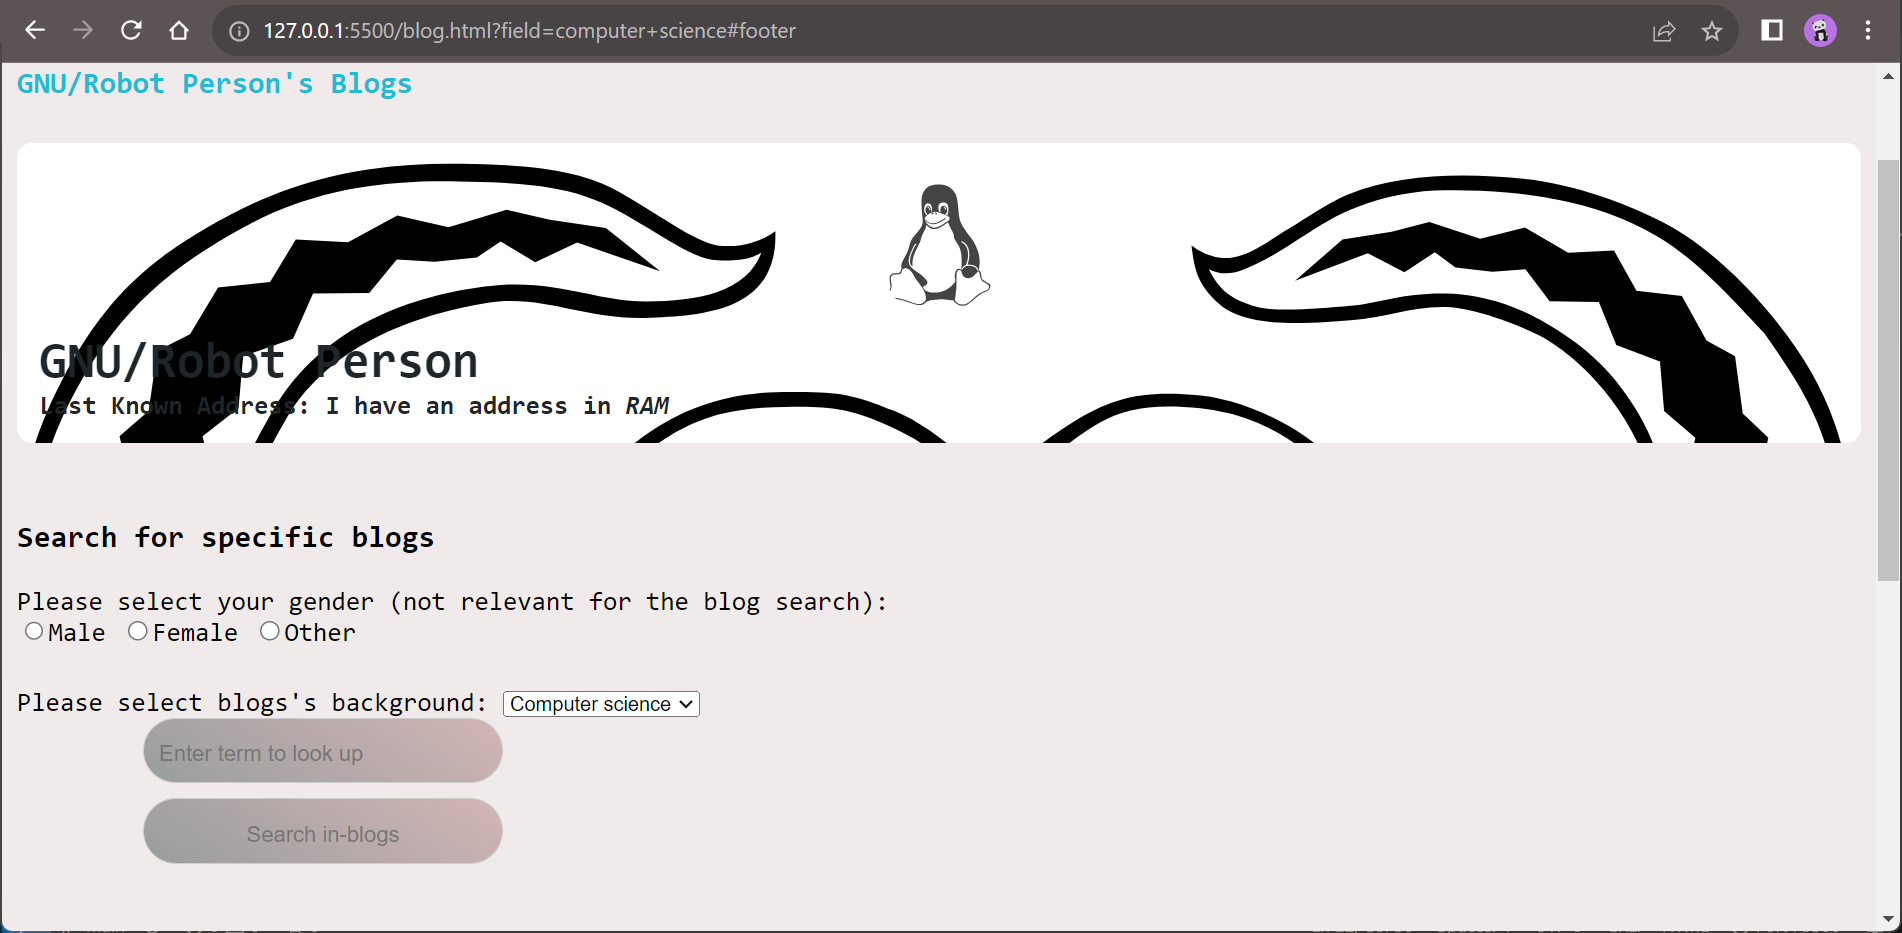 127.0.0.1:5500/blog.html?field=computer+science#footer
GNU/Robot Person's Blogs
GNU/Robot Person
Last Known Address: I have an address in RAM
Search for specific blogs
Please select your gender (not relevant for the blog search):
Male Female Other
Please select blogs's background: Computer science
Enter term to look up
Search in-blogs